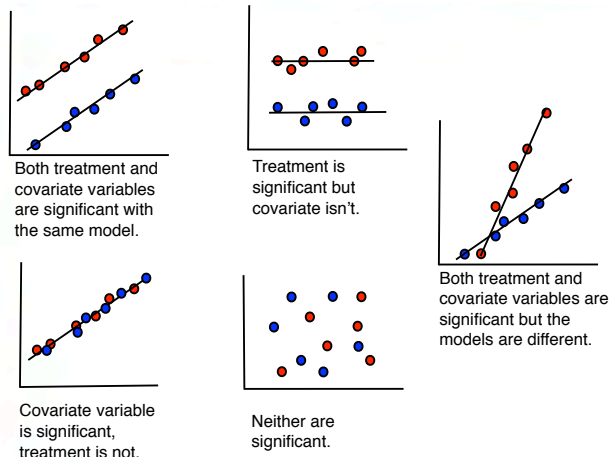 Both treatment and
covariate variables
are significant with
the same model.
Treatment is
significant but
covariate isn't.
Both treatment and
covariate variables are
significant but the
models are different.
Covariate variable
is significant,
treatment is not.
Neither are
significant.